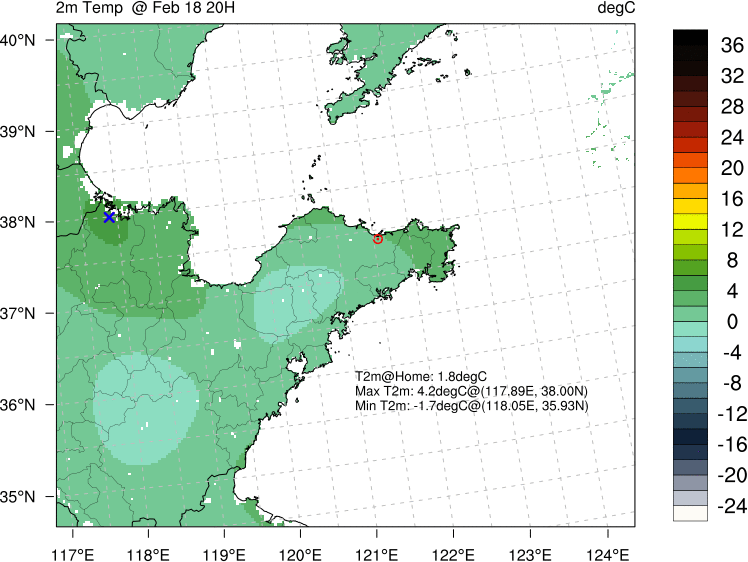 2m Temp @ Feb 18 20H degC
40°N
39°N
38°N
37°N
36°N
35°N
T2m@Home: 1.8degC
Max T2m: 4.2degC@(117.89E, 38.00N)
Min T2m: -1.7degC@(118.05E, 35.93N)
117°E 118°E 119°E 120°E 121°E 122°E 123°E 124°E
36
32
28
24
20
16
12
8
4
0
-4
-8
-12
-16
-20
-24